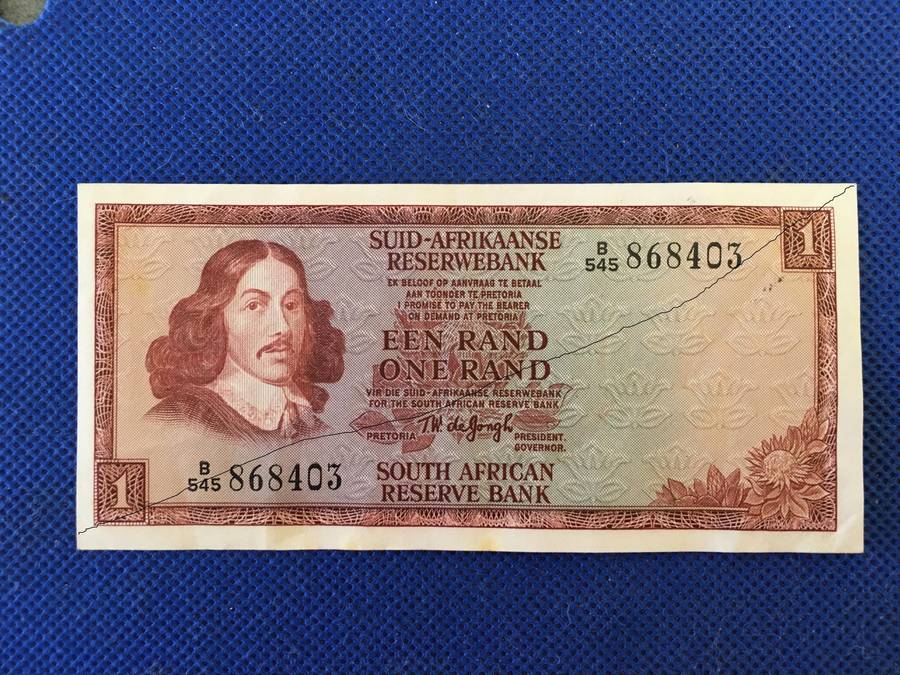 1
SUID-AFRIKAANSE
RESERWEBANK
B
545 868403
EK BELOOF OP AANVRAAG TE BETAAL
AAN TOONDER TE PRETORIA
I PROMISE TO PAY THE BEARER
ON DEMAND AT PRETORIA
EEN RAND
ONE RAND
VIR DIE SUID-AFRIKAANSE RESERWEBANK
FOR THE SOUTH AFRICAN RESERVE BANK
T.W. de Jongh
PRETORIA
PRESIDENT.
GOVERNOR.
B
545 868403
SOUTH AFRICAN
RESERVE BANK
1